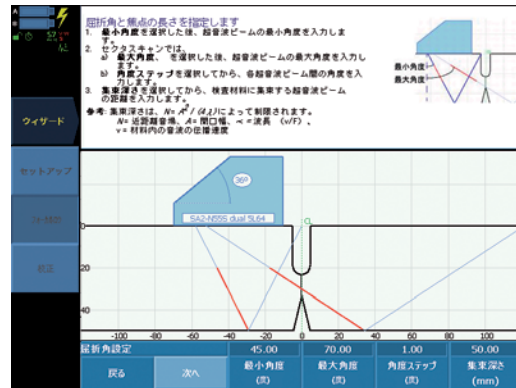 屈折角と焦点の長さを指定します
1. 最小角度を選択した後、超音波ビームの最小角度を入力しま
す。
2. セクタスキャンでは、
a) 最大角度、 を選択した後、超音波ビームの最大角度を入力し
ます。
b) 角度ステップを選択してから、各超音波ビーム間の角度を入
力します。
3. 集束深さを選択してから、検査材料に集束する超音波ビーム
の距離を入力します。
参考: 集束深さは、
によって制限されます。
N= 近距離音場、A= 開口幅、
= 波長 (v/F) 、
v = 材料内の音波の伝播速度
最小角度
最大角度
ウィザード
セットアップ
校正
36º
SA2-N55S dual 5L64
0
20
40
-100 -80 -60 -40 -20 0 20 40 60 80 100
屈折角設定 45.00 70.00 1.00 50.00
戻る 次へ 最小角度 最大角度 角度ステップ 集束深さ
(度) (度) (度) (mm)